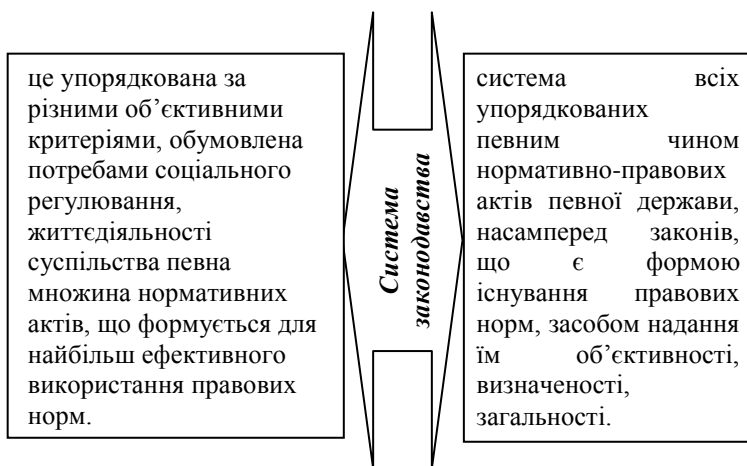 це упорядкована за
різними об’єктивними
критеріями, обумовлена
потребами соціального
регулювання,
життєдіяльності
суспільства певна
множина нормативних
актів, що формується для
найбільш ефективного
використання правових
норм.
Система
законодавства
система всіх
упорядкованих
певним чином
нормативно-правових
актів певної держави,
насамперед законів,
що є формою
існування правових
норм, засобом надання
їм об’єктивності,
визначеності,
загальності.